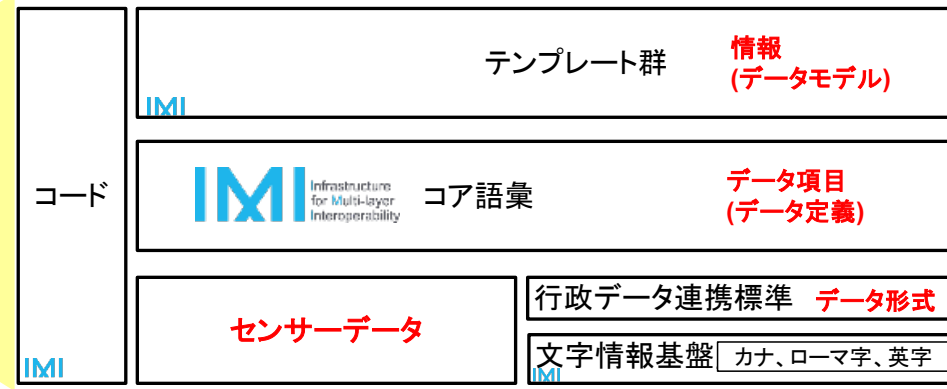 コード
IMI
テンプレート群
情報
(データモデル)
IMI
IMI
Infrastructure
for Multi-layer
Interoperability
コア語彙
データ項目
(データ定義)
センサーデータ
行政データ連携標準 データ形式
文字情報基盤 カナ、ローマ字、英字
IMI